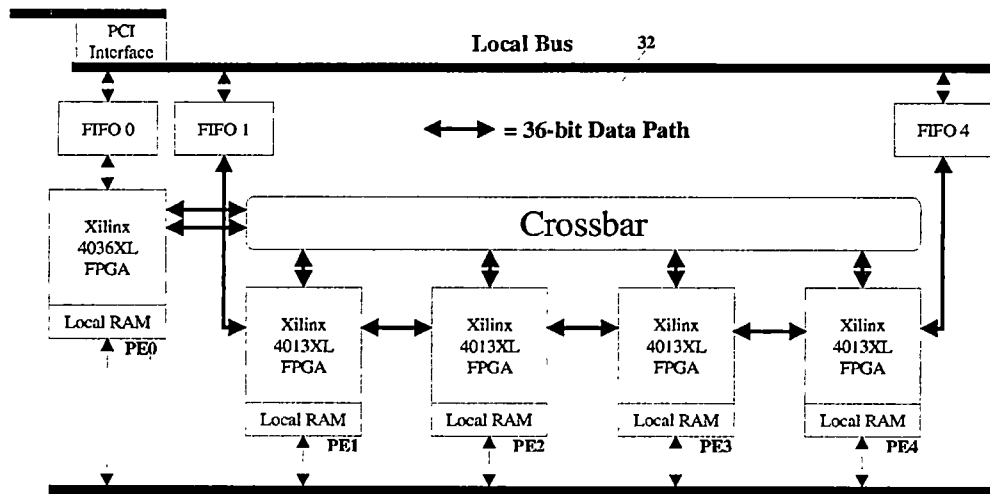 PCI
Interface
Local Bus
32
FIFO 0
FIFO 1
= 36-bit Data Path
FIFO 4
Xilinx
4036XL
FPGA
Crossbar
Local RAM
PE0
Xilinx
4013XL
FPGA
Xilinx
4013XL
FPGA
Xilinx
4013XL
FPGA
Xilinx
4013XL
FPGA
Local RAM
PE1
Local RAM
PE2
Local RAM
PE3
Local RAM
PE4